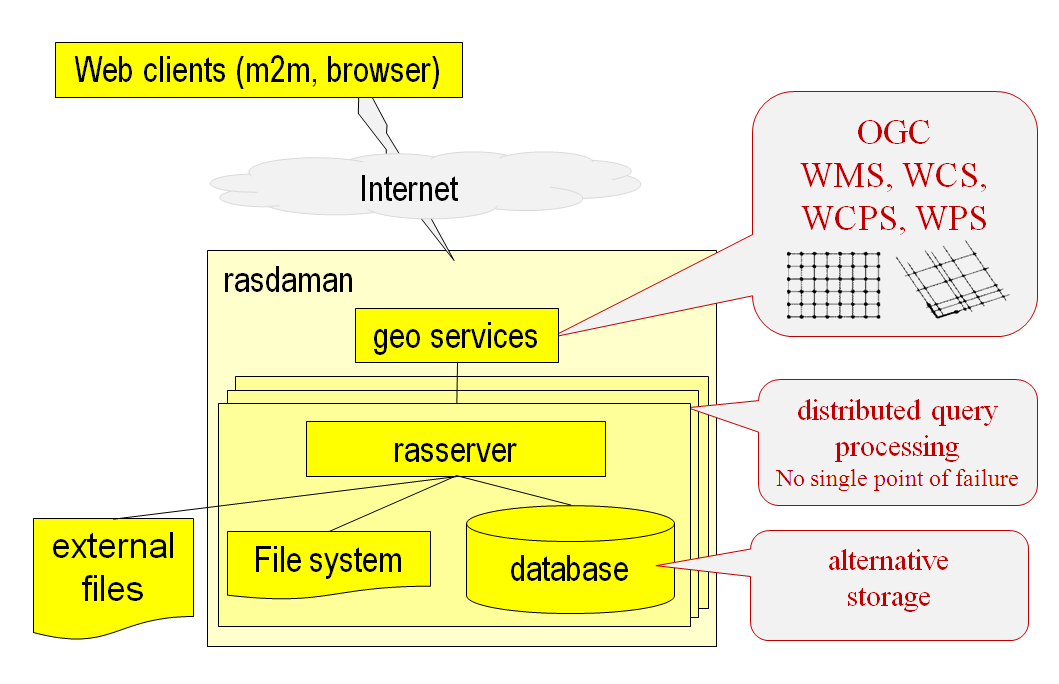 Web clients (m2m, browser)
Internet
OGC
WMS, WCS,
WCPS, WPS
rasdaman
geo services
distributed query
processing
No single point of failure
rasserver
external
files
File system
database
alternative
storage